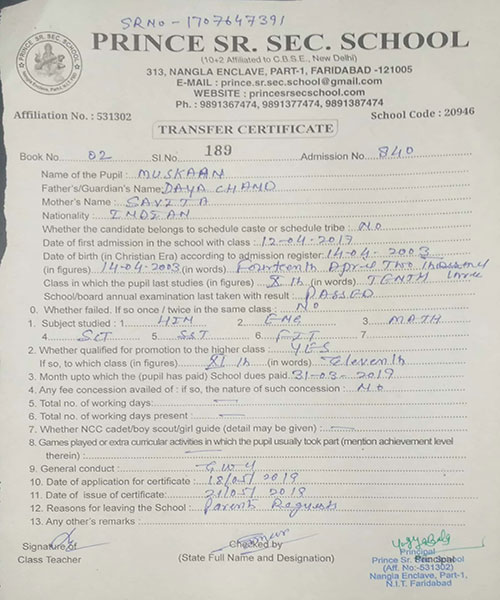 SR NO - 1707647391
PRINCE SR. SEC. SCHOOL
(10+2 Affiliated to C.B.S.E., New Delhi)
313, NANGLA ENCLAVE, PART-1, FARIDABAD -121005
E-MAIL : prince.sr.sec.school@gmail.com
WEBSITE : princesrsecschool.com
Ph. : 9891367474, 9891377474, 9891387474
Affiliation No. : 531302 School Code : 20946
TRANSFER CERTIFICATE
Book No 02 Sl.No. 189 Admission No 840
Name of the Pupil : MUSKAAN
Father's/Guardian's Name DAYA CHAND
Mother's Name : SAVITA
Nationality : INDIAN
Whether the candidate belongs to schedule caste or schedule tribe : NO
Date of first admission in the school with class : 12-04-2017
Date of birth (in Christian Era) according to admission register: 14-04-2003
(in figures) 14-04-2003 (in words) Fourteenth April Two thousand three
Class in which the pupil last studies (in figures) X th (in words) TENTH
School/board annual examination last taken with result : PASSED
0. Whether failed. If so once / twice in the same class : No
1. Subject studied : 1. HIN 2. ENG 3. MATH
4. SCI 5. SST 6. FIT 7.
2. Whether qualified for promotion to the higher class : YES
If so, to which class (in figures) XI th (in words) Eleventh
3. Month upto which the (pupil has paid) School dues paid: 31-03-2019
4. Any fee concession availed of : if so, the nature of such concession : NO
5. Total no. of working days:
6. Total no. of working days present :
7. Whether NCC cadet/boy scout/girl guide (detail may be given) :
8. Games played or extra curricular activities in which the pupil usually took part (mention achievement level
therein) :
9. General conduct :
10. Date of application for certificate : 18/05/2019
11. Date of issue of certificate: 21/05/2019
12. Reasons for leaving the School : Parents Request
13. Any other's remarks :
Signature of Checked by
Class Teacher (State Full Name and Designation)
Principal
Prince Sr. School
(Aff. No:-531302)
Nangla Enclave, Part-1,
N.I.T. Faridabad